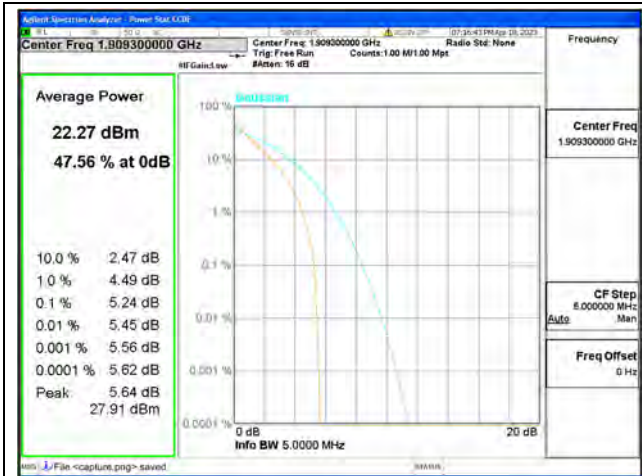 Agilent Spectrum Analyzer - Power Stat CCDF
Center Freq 1.909300000 GHz
Center Freq: 1.909300000 GHz
Trig: Free Run
Counts:1.00 M/1.00 Mpt
#IFGain:Low
#Atten: 16 dB
07:16:43 PM Apr 18, 2023
Radio Std: None
Frequency
Average Power
22.27 dBm
47.56 % at 0dB
10.0 % 2.47 dB
1.0 % 4.49 dB
0.1 % 5.24 dB
0.01 % 5.45 dB
0.001 % 5.56 dB
0.0001 % 5.62 dB
Peak 5.64 dB
27.91 dBm
Gaussian
100 %
10 %
1 %
0.1 %
0.01 %
0.001 %
0.0001 %
0 dB
20 dB
Info BW 5.0000 MHz
Center Freq
1.909300000 GHz
CF Step
5.000000 MHz
Auto Man
Freq Offset
0 Hz
MSG File <capture.png> saved
STATUS